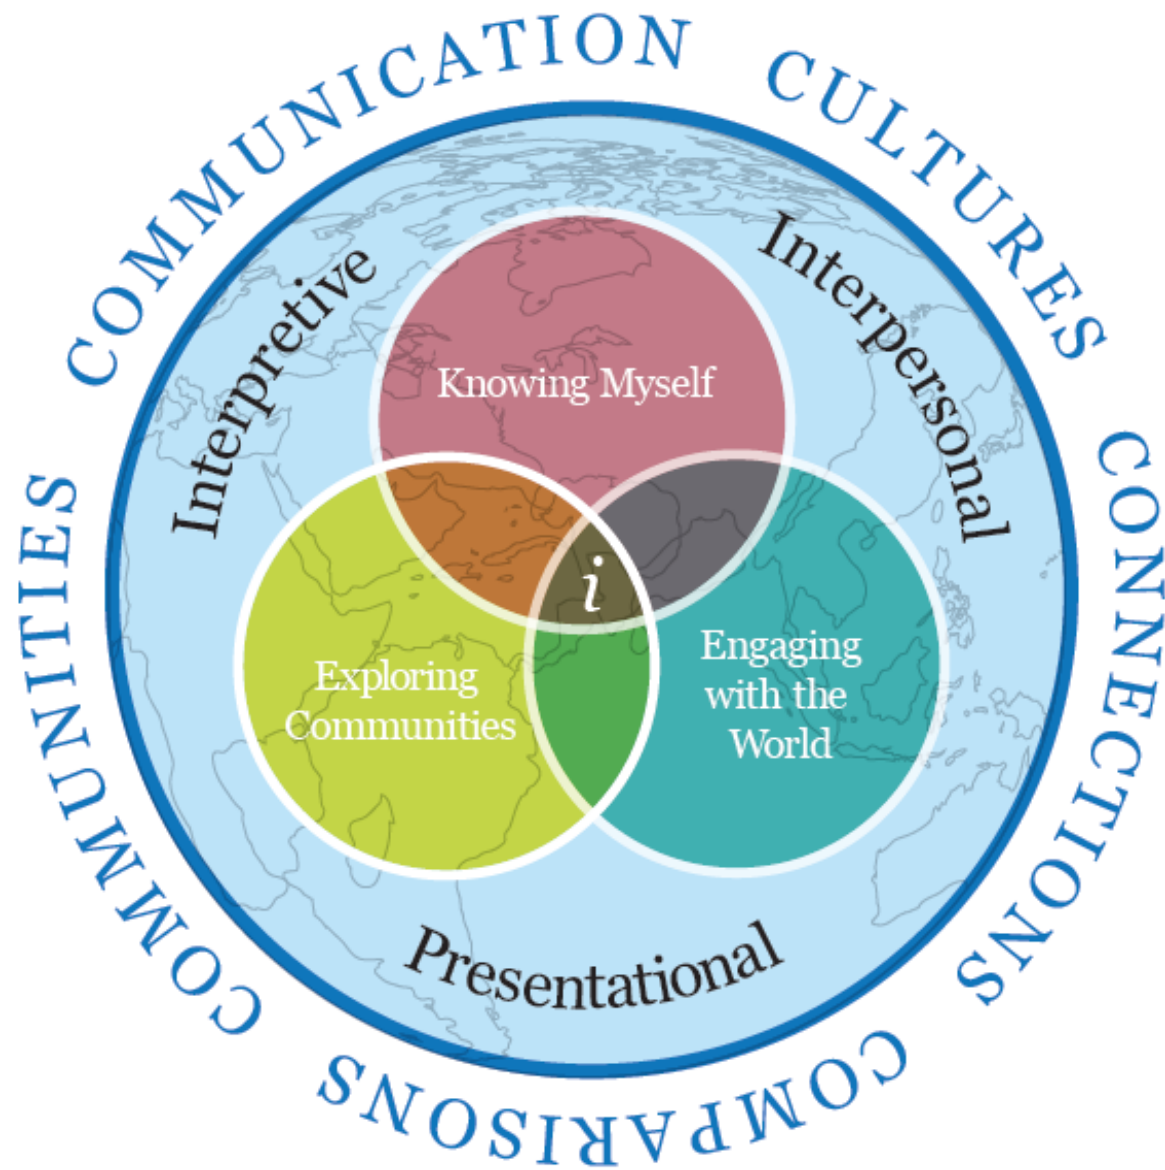 COMMUNICATION
CULTURES
CONNECTIONS
COMPARISONS
COMMUNITIES
Interpretive
Interpersonal
Presentational
Knowing Myself
i
Exploring
Communities
Engaging
with the
World